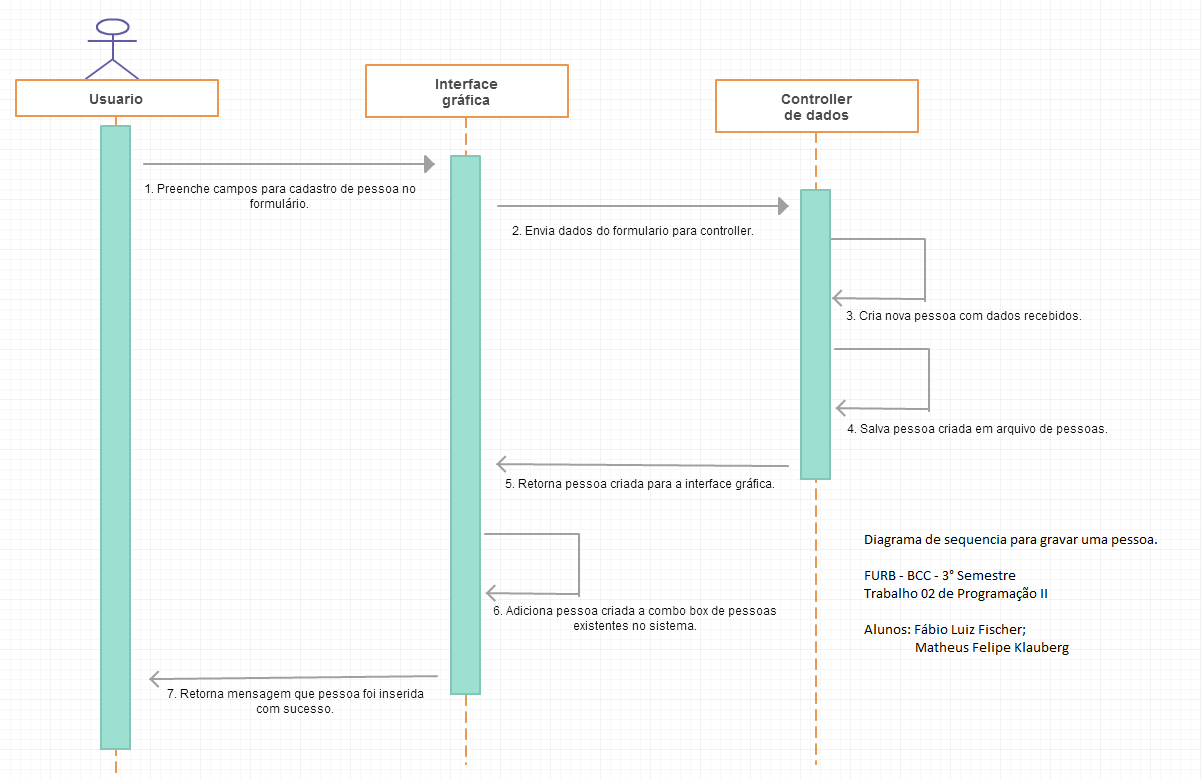 Usuario
Interface
gráfica
Controller
de dados
1. Preenche campos para cadastro de pessoa no
formulário.
2. Envia dados do formulario para controller.
3. Cria nova pessoa com dados recebidos.
4. Salva pessoa criada em arquivo de pessoas.
5. Retorna pessoa criada para a interface gráfica.
6. Adiciona pessoa criada a combo box de pessoas
existentes no sistema.
7. Retorna mensagem que pessoa foi inserida
com sucesso.
Diagrama de sequencia para gravar uma pessoa.
FURB - BCC - 3° Semestre
Trabalho 02 de Programação II
Alunos: Fábio Luiz Fischer;
Matheus Felipe Klauberg